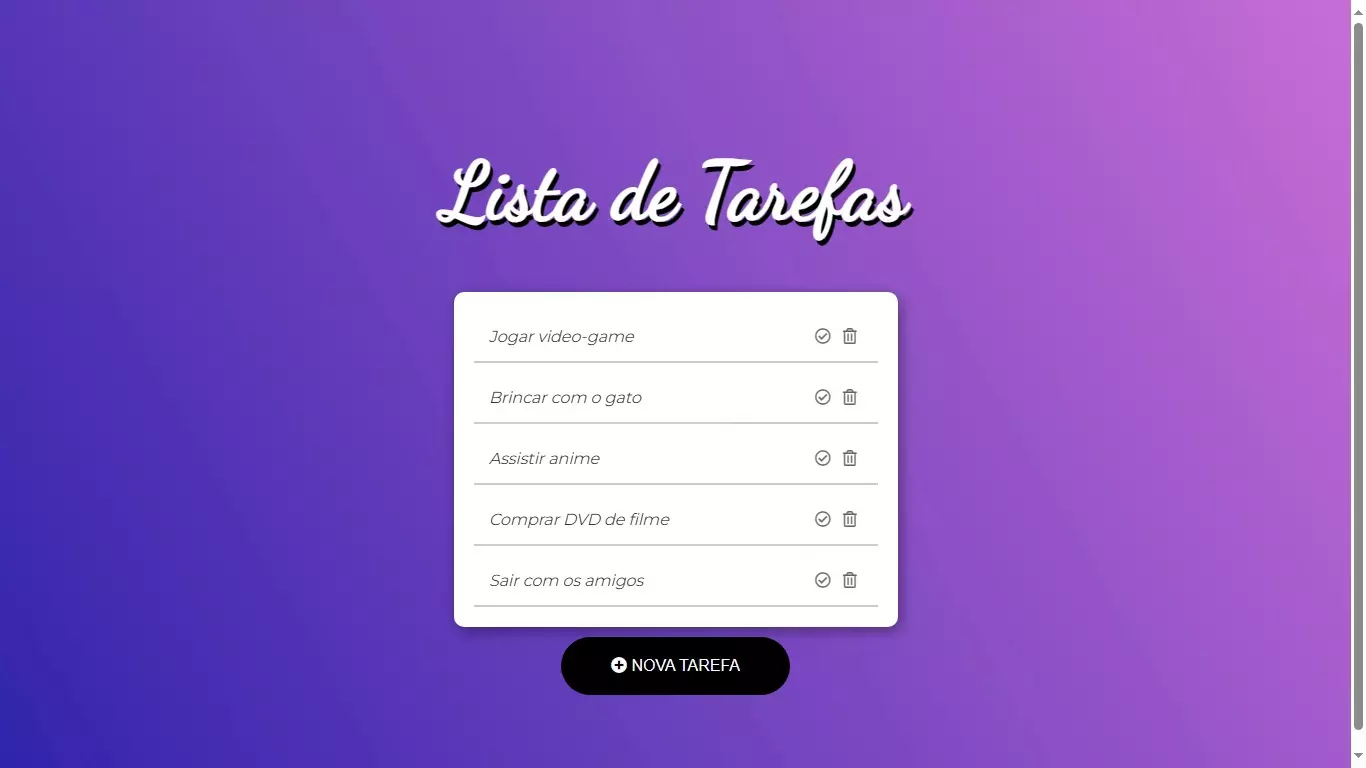 Lista de Tarefas
Jogar video-game
Brincar com o gato
Assistir anime
Comprar DVD de filme
Sair com os amigos
NOVA TAREFA